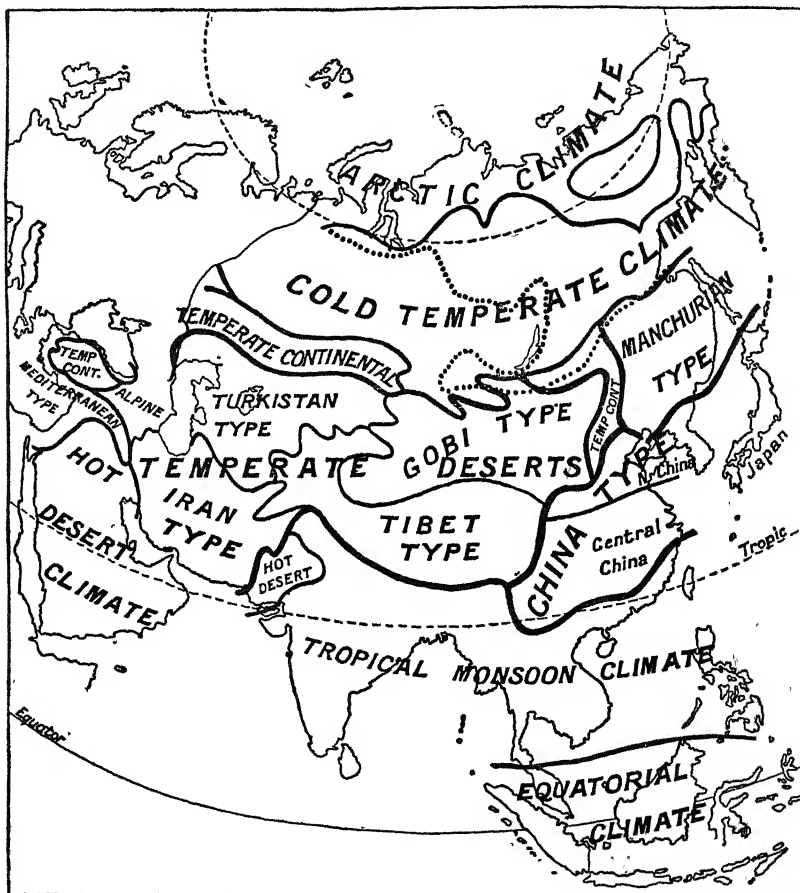 ARCTIC CLIMATE
COLD TEMPERATE CLIMATE
TEMPERATE CONTINENTAL
MANCHURIAN
TYPE
TEMP
CONT.
MEDITERRANEAN
TYPE
ALPINE
TURKISTAN
TYPE
GOBI TYPE
TEMP CONT
TEMPERATE DESERTS
IRAN
TYPE
TIBET
TYPE
CHINA TYPE
N. China
Central
China
Japan
HOT
DESERT
CLIMATE
HOT
DESERT
Tropic
TROPICAL MONSOON CLIMATE
Equator
EQUATORIAL
CLIMATE